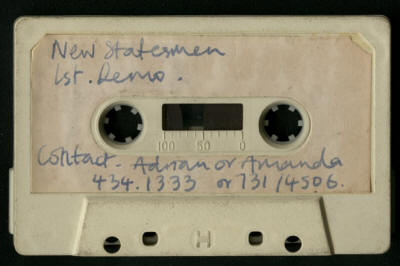 New Statesmen
1st. Demo.
100 50 0
Contact. Adrian or Amanda
434.1333 or 731/4506.
H